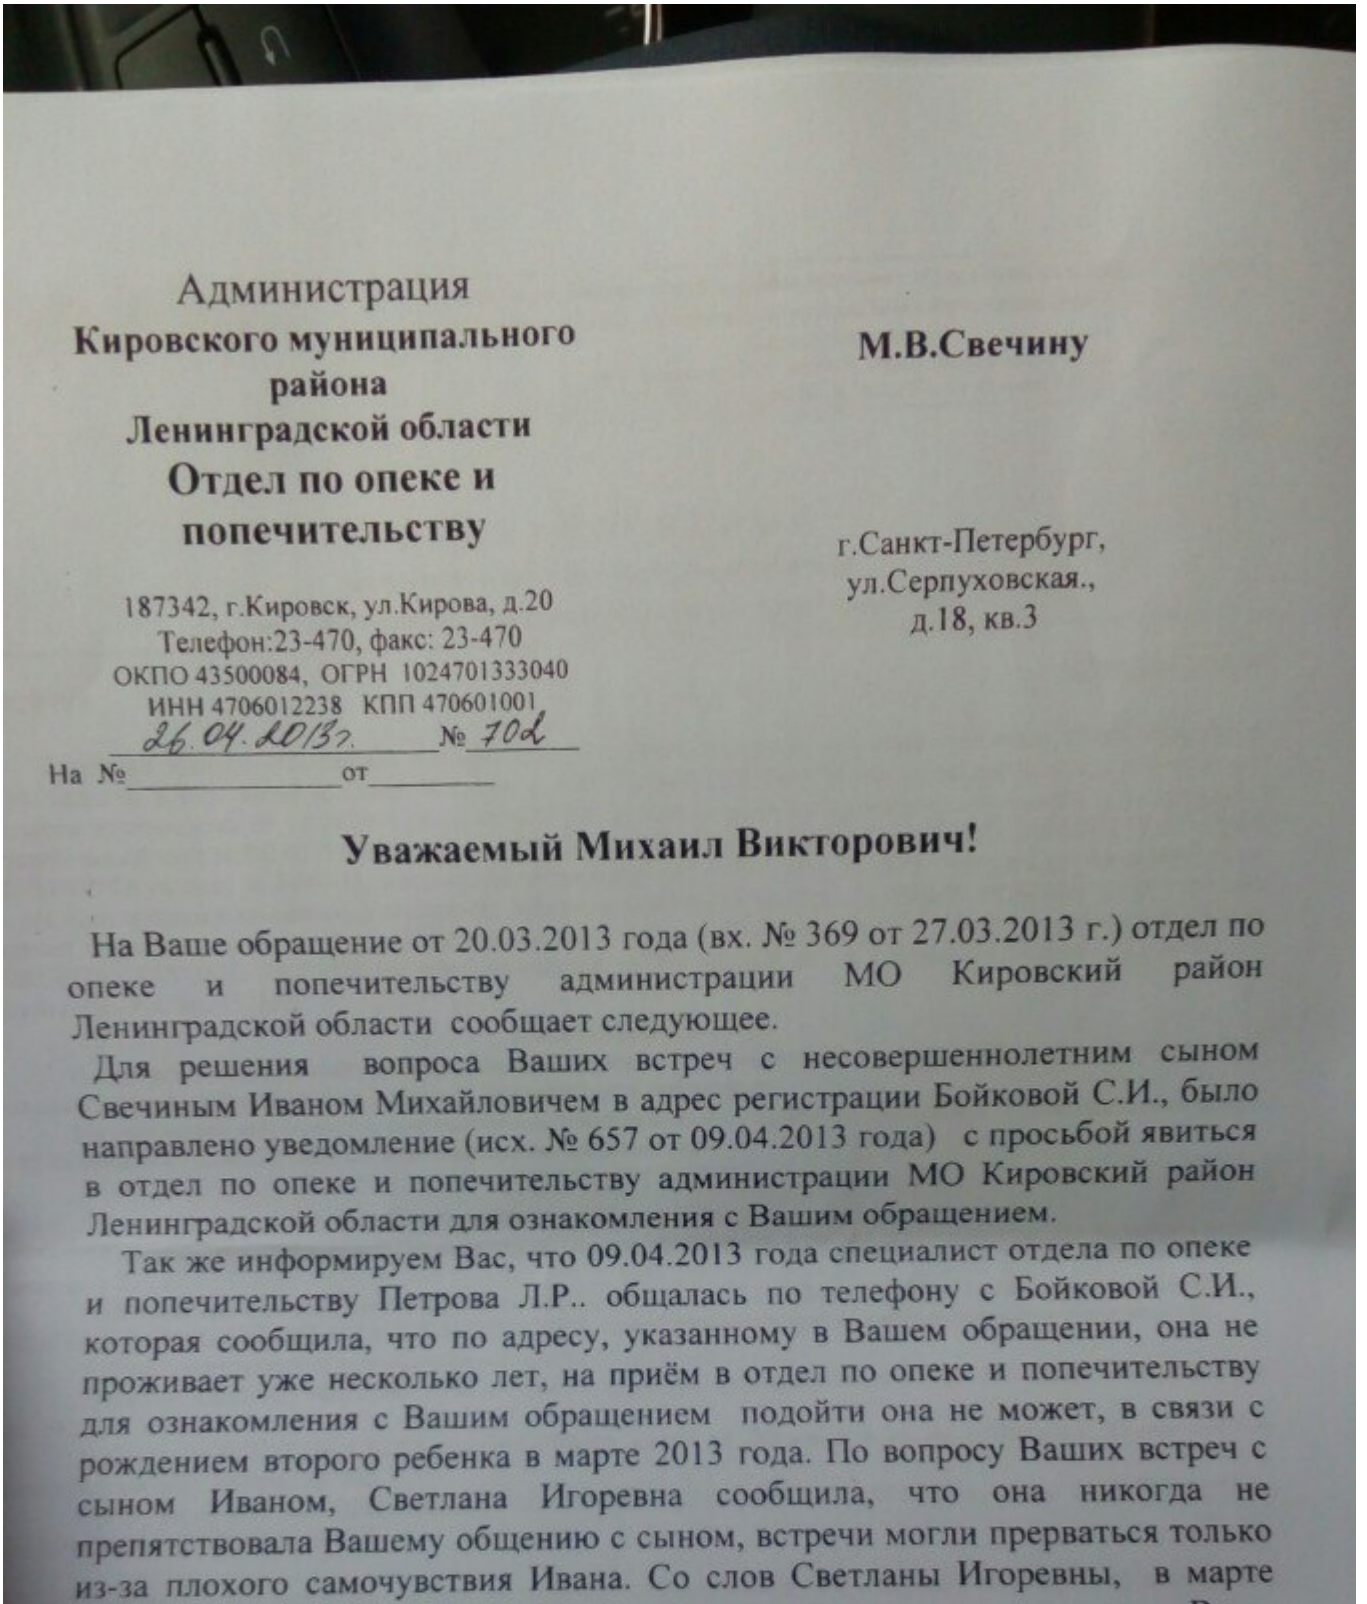 Администрация
Кировского муниципального
района
Ленинградской области
Отдел по опеке и
попечительству
187342, г.Кировск, ул.Кирова, д.20
Телефон:23-470, факс: 23-470
ОКПО 43500084, ОГРН 1024701333040
ИНН 4706012238 КПП 470601001
26.04.2013г. № 702
На №____________от________
М.В.Свечину
г.Санкт-Петербург,
ул.Серпуховская.,
д.18, кв.3
Уважаемый Михаил Викторович!
На Ваше обращение от 20.03.2013 года (вх. № 369 от 27.03.2013 г.) отдел по
опеке и попечительству администрации МО Кировский район
Ленинградской области сообщает следующее.
Для решения вопроса Ваших встреч с несовершеннолетним сыном
Свечиным Иваном Михайловичем в адрес регистрации Бойковой С.И., было
направлено уведомление (исх. № 657 от 09.04.2013 года) с просьбой явиться
в отдел по опеке и попечительству администрации МО Кировский район
Ленинградской области для ознакомления с Вашим обращением.
Так же информируем Вас, что 09.04.2013 года специалист отдела по опеке
и попечительству Петрова Л.Р.. общалась по телефону с Бойковой С.И.,
которая сообщила, что по адресу, указанному в Вашем обращении, она не
проживает уже несколько лет, на приём в отдел по опеке и попечительству
для ознакомления с Вашим обращением подойти она не может, в связи с
рождением второго ребенка в марте 2013 года. По вопросу Ваших встреч с
сыном Иваном, Светлана Игоревна сообщила, что она никогда не
препятствовала Вашему общению с сыном, встречи могли прерваться только
из-за плохого самочувствия Ивана. Со слов Светланы Игоревны, в марте